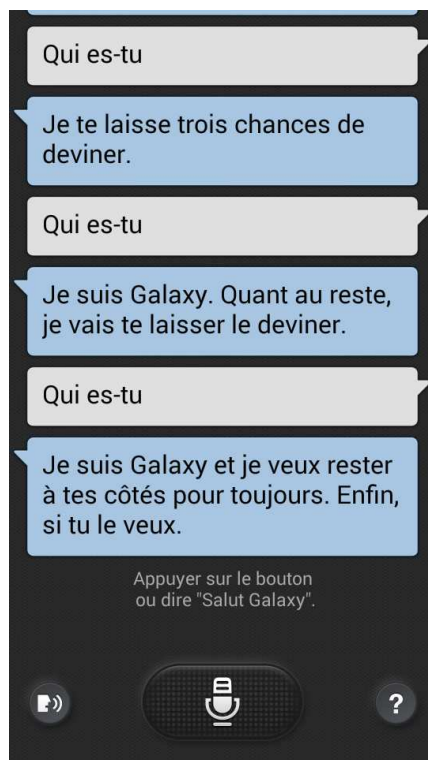 Qui es-tu
Je te laisse trois chances de
deviner.
Qui es-tu
Je suis Galaxy. Quant au reste,
je vais te laisser le deviner.
Qui es-tu
Je suis Galaxy et je veux rester
à tes côtés pour toujours. Enfin,
si tu le veux.
Appuyer sur le bouton
ou dire "Salut Galaxy".
?